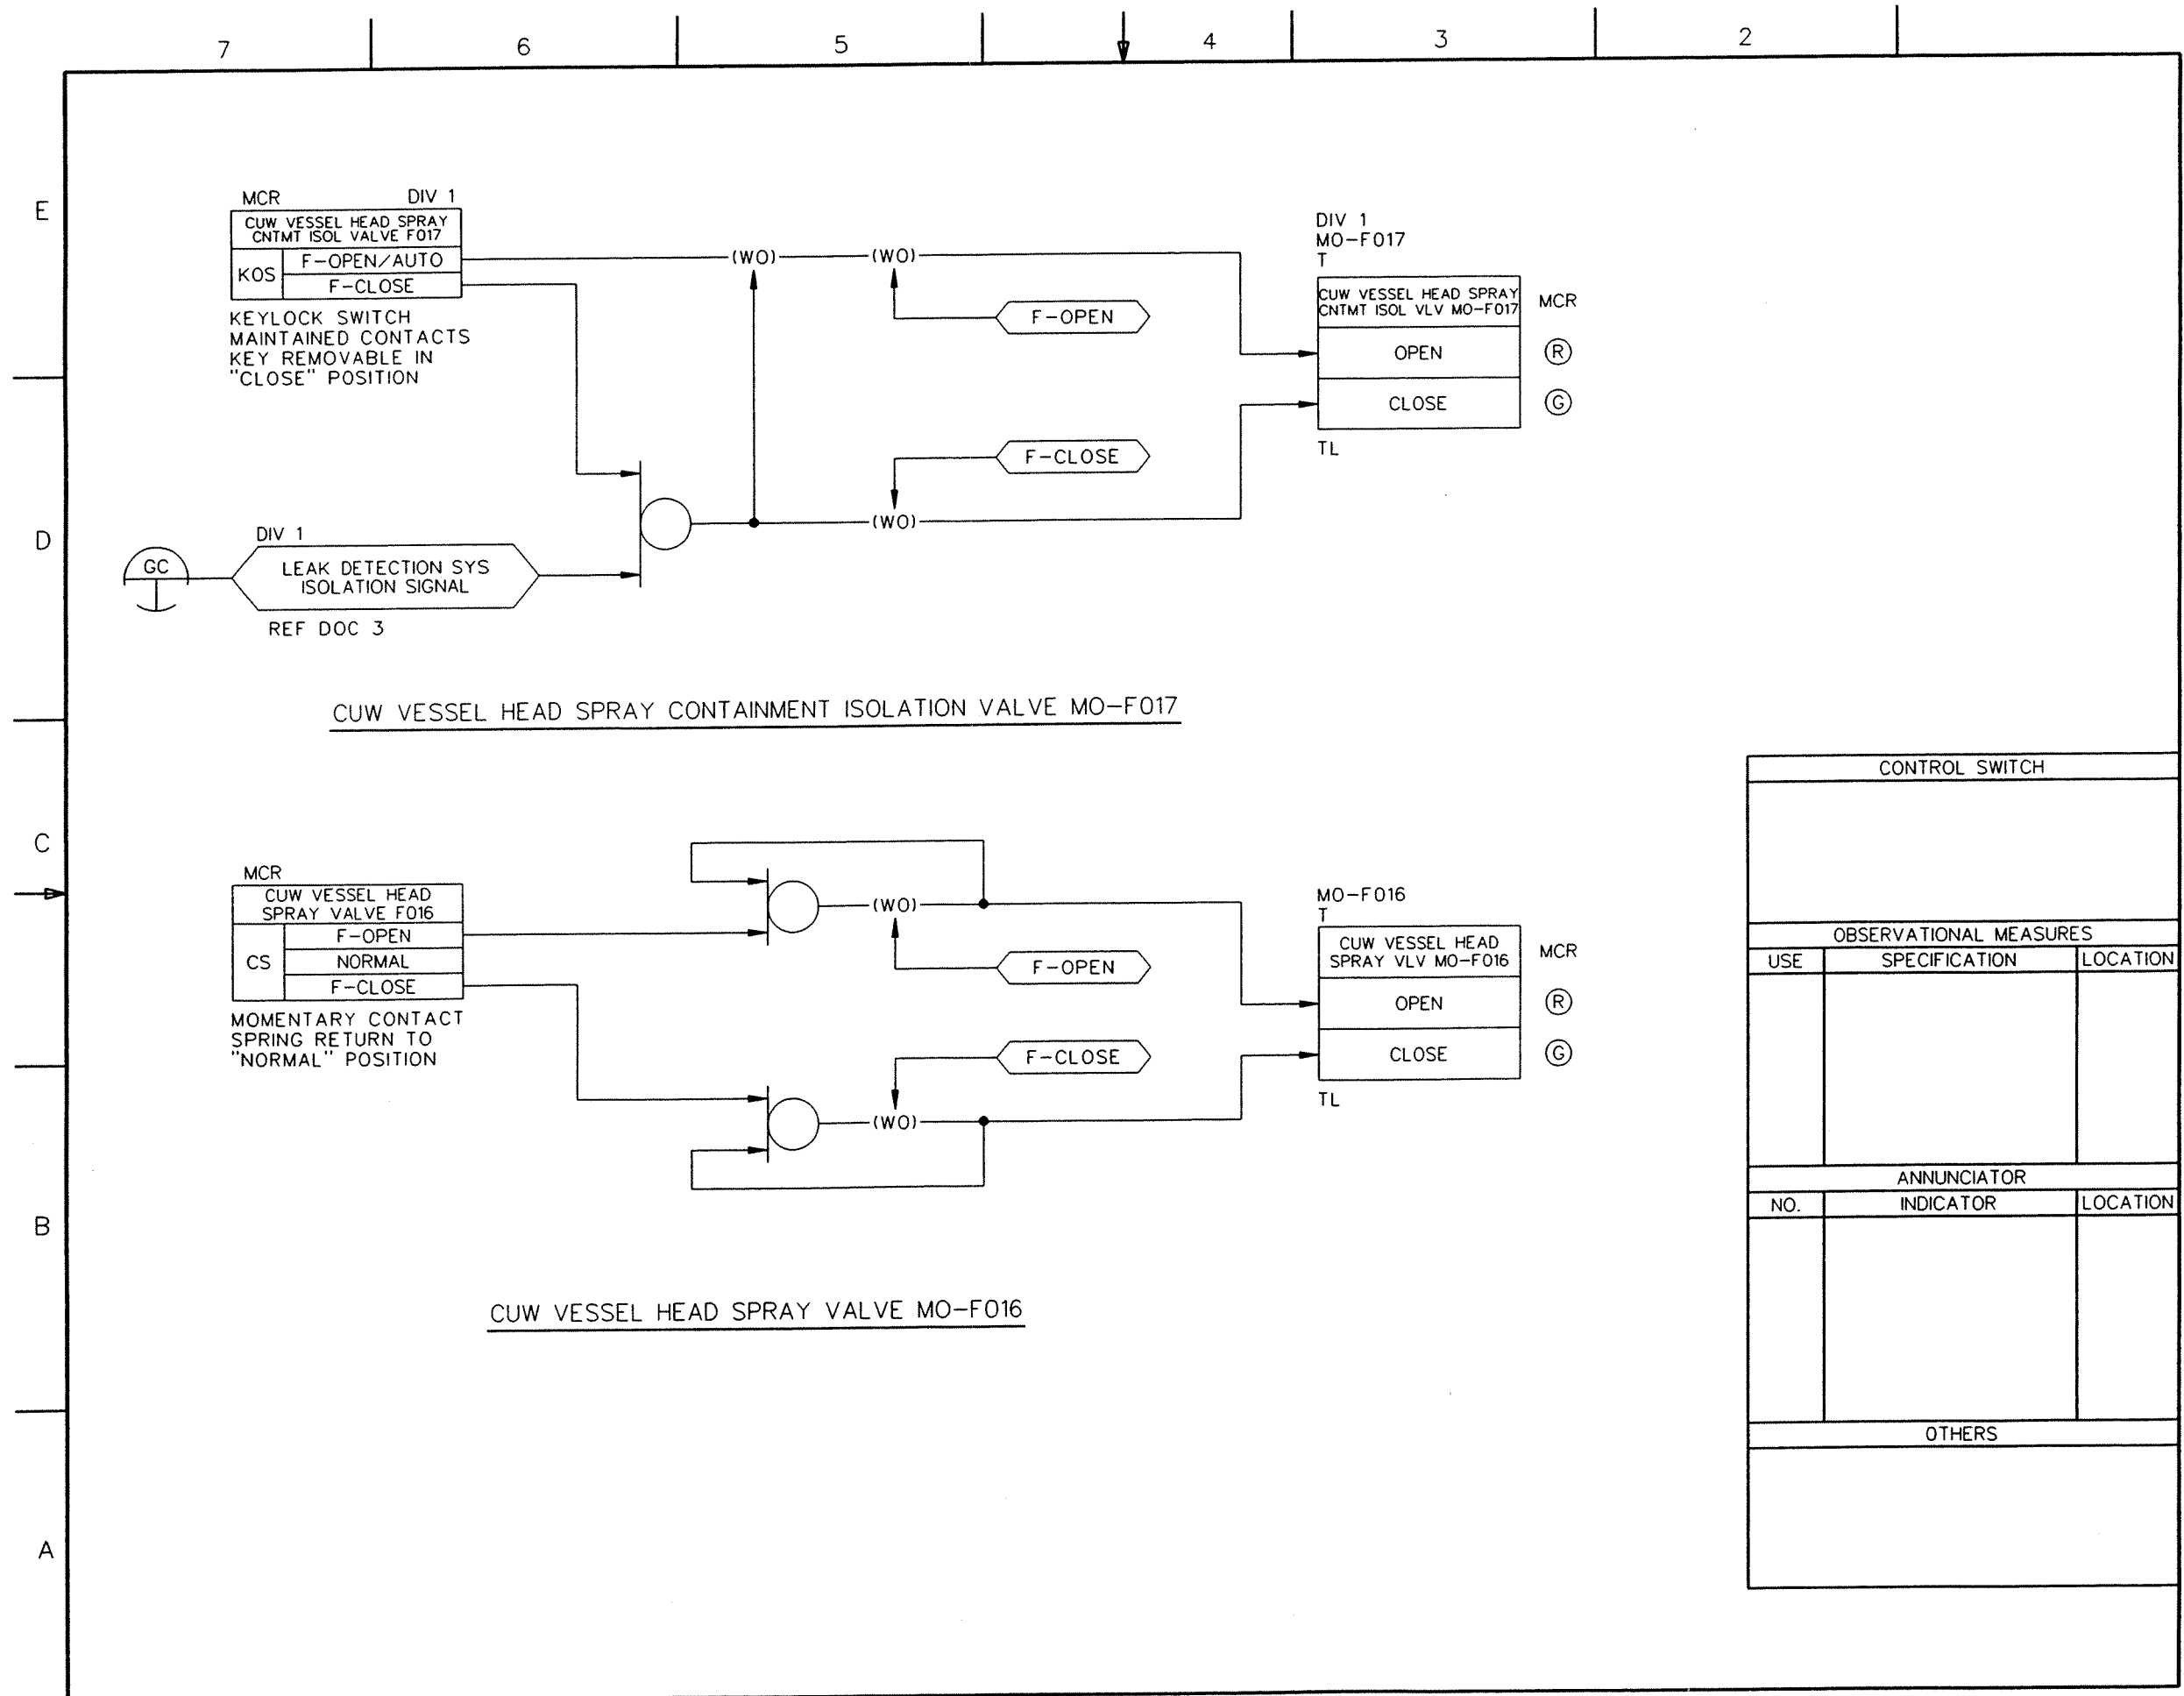 7 6 5 4 3 2
E
MCR DIV 1
CUW VESSEL HEAD SPRAY
CNTMT ISOL VALVE F017
KOS
F-OPEN/AUTO
F-CLOSE
KEYLOCK SWITCH
MAINTAINED CONTACTS
KEY REMOVABLE IN
"CLOSE" POSITION
(WO) (WO)
F-OPEN
DIV 1
MO-F017
T
CUW VESSEL HEAD SPRAY
CNTMT ISOL VLV MO-F017
MCR
OPEN R
CLOSE G
TL
F-CLOSE
(WO)
D
DIV 1
GC
LEAK DETECTION SYS
ISOLATION SIGNAL
REF DOC 3
CUW VESSEL HEAD SPRAY CONTAINMENT ISOLATION VALVE MO-F017
C
MCR
CUW VESSEL HEAD
SPRAY VALVE F016
CS
F-OPEN
NORMAL
F-CLOSE
MOMENTARY CONTACT
SPRING RETURN TO
"NORMAL" POSITION
(WO)
F-OPEN
F-CLOSE
(WO)
MO-F016
T
CUW VESSEL HEAD
SPRAY VLV MO-F016
MCR
OPEN R
CLOSE G
TL
B
CUW VESSEL HEAD SPRAY VALVE MO-F016
A
CONTROL SWITCH
OBSERVATIONAL MEASURES
USE SPECIFICATION LOCATION
ANNUNCIATOR
NO. INDICATOR LOCATION
OTHERS